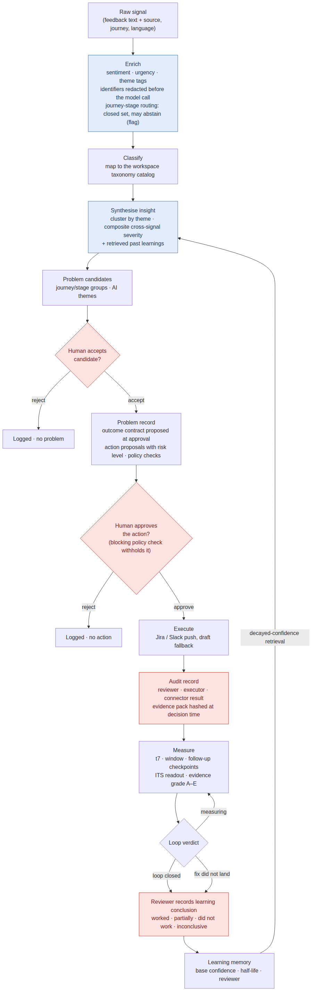 Raw signal
(feedback text + source,
journey, language)
Enrich
sentiment · urgency ·
theme tags
identifiers redacted before
the model call
journey-stage routing:
closed set, may abstain
(flag)
Classify
map to the workspace
taxonomy catalog
Synthesise insight
cluster by theme ·
composite cross-signal
severity
+ retrieved past learnings
Problem candidates
journey/stage groups · AI
themes
Human accepts
candidate?
reject
accept
Logged · no problem
Problem record
outcome contract proposed
at approval
action proposals with risk
level · policy checks
Human approves
the action?
(blocking policy check
withholds it)
reject
approve
Logged · no action
Execute
Jira / Slack push, draft
fallback
decayed-confidence
retrieval
Audit record
reviewer · executor ·
connector result
evidence pack hashed at
decision time
Measure
t7 · window · follow-up
checkpoints
ITS readout · evidence
grade A–E
measuring
Loop verdict
loop closed
fix did not land
Reviewer records learning
conclusion
worked · partially · did not
work · inconclusive
Learning memory
base confidence · half-life ·
reviewer